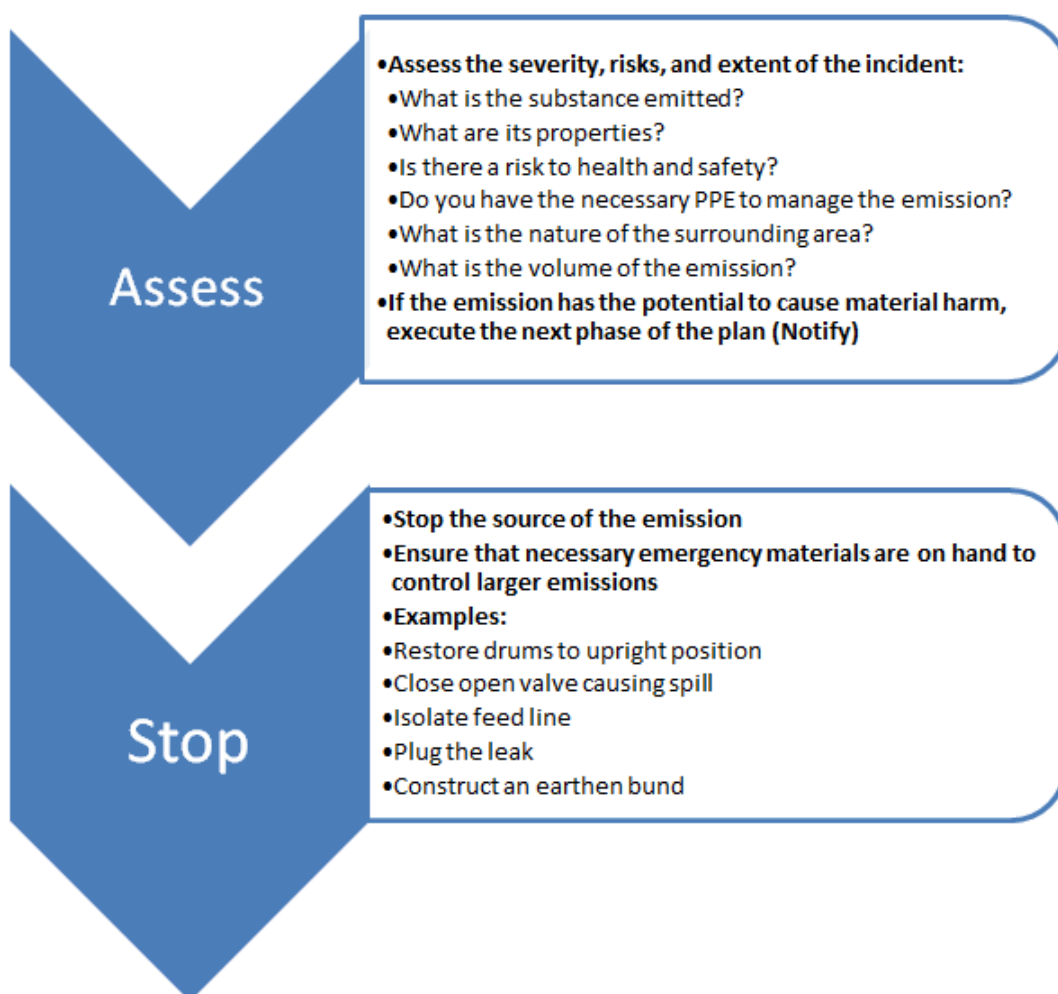 Assess
•Assess the severity, risks, and extent of the incident:
•What is the substance emitted?
•What are its properties?
•Is there a risk to health and safety?
•Do you have the necessary PPE to manage the emission?
•What is the nature of the surrounding area?
•What is the volume of the emission?
•If the emission has the potential to cause material harm,
execute the next phase of the plan (Notify)
Stop
•Stop the source of the emission
•Ensure that necessary emergency materials are on hand to
control larger emissions
•Examples:
•Restore drums to upright position
•Close open valve causing spill
•Isolate feed line
•Plug the leak
•Construct an earthen bund